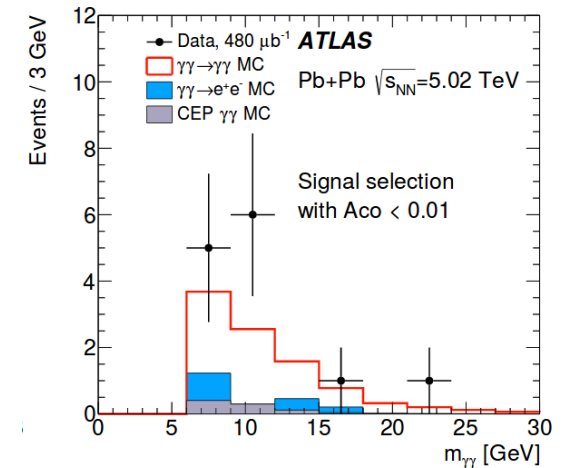 12
10
8
6
4
2
0
Events / 3 GeV
Data, 480 μb⁻¹ ATLAS
γγ→γγ MC
γγ→e⁺e⁻ MC
CEP γγ MC
Pb+Pb √s_NN=5.02 TeV
Signal selection
with Aco < 0.01
0 5 10 15 20 25 30
m_γγ [GeV]